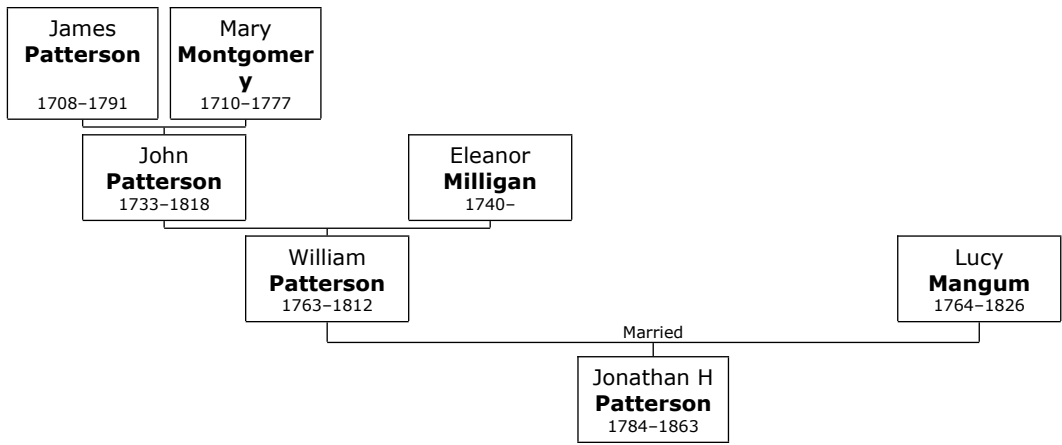 James
Patterson
1708–1791
Mary
Montgomer
y
1710–1777
John
Patterson
1733–1818
Eleanor
Milligan
1740–
William
Patterson
1763–1812
Lucy
Mangum
1764–1826
Married
Jonathan H
Patterson
1784–1863